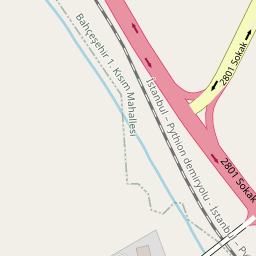 Bahçeşehir 1. Kısım Mahallesi
İstanbul – Pythion demiryolu
İstanbul – Py
2801 Sokak
2801 Sokak